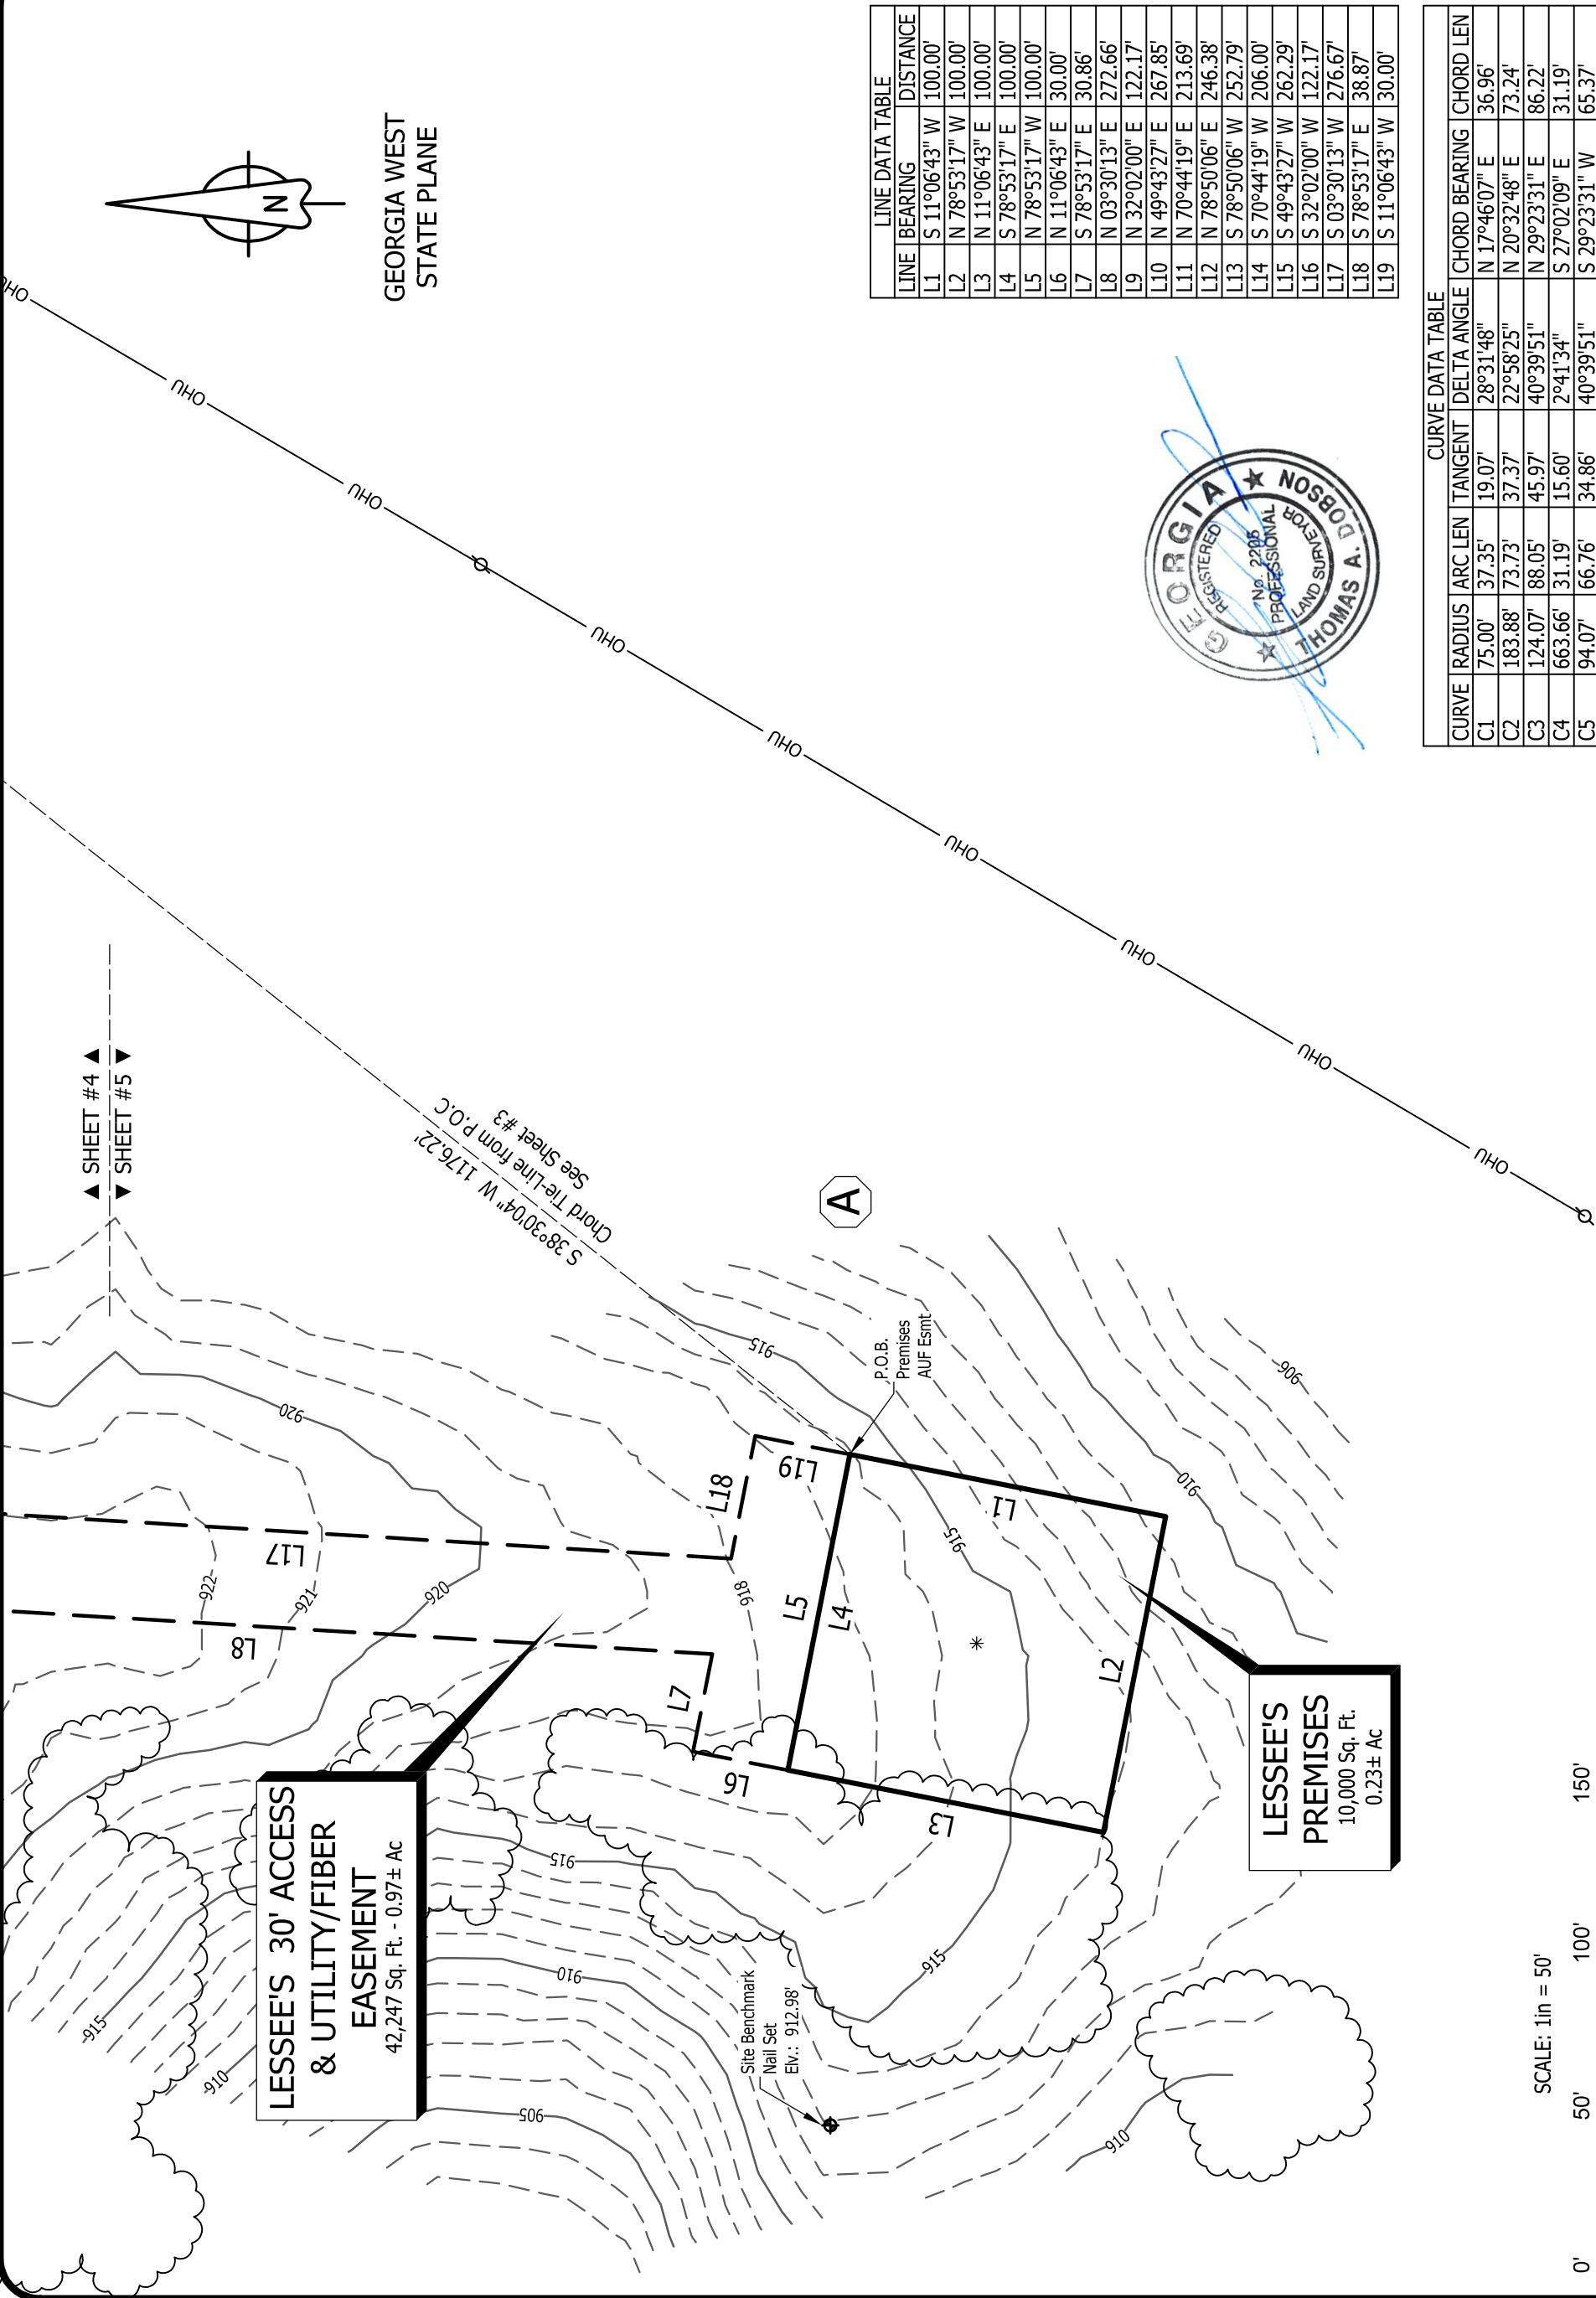 GEORGIA WEST
STATE PLANE
N
OHU
OHU
OHU
OHU
OHU
OHU
OHU
OHU
OHU
SHEET #4
SHEET #5
S 38°30'04" W 1176.22'
Chord Tie-Line from P.O.C
See Sheet #3
A
P.O.B.
Premises
AUF Esmt
LINE DATA TABLE
LINE BEARING DISTANCE
L1 S 11°06'43" W 100.00'
L2 N 78°53'17" W 100.00'
L3 N 11°06'43" E 100.00'
L4 S 78°53'17" E 100.00'
L5 N 78°53'17" W 100.00'
L6 N 11°06'43" E 30.00'
L7 S 78°53'17" E 30.86'
L8 N 03°30'13" E 272.66'
L9 N 32°02'00" E 122.17'
L10 N 49°43'27" E 267.85'
L11 N 70°44'19" E 213.69'
L12 N 78°50'06" E 246.38'
L13 S 78°50'06" W 252.79'
L14 S 70°44'19" W 206.00'
L15 S 49°43'27" W 262.29'
L16 S 32°02'00" W 122.17'
L17 S 03°30'13" W 276.67'
L18 S 78°53'17" E 38.87'
L19 S 11°06'43" W 30.00'
CURVE DATA TABLE
CURVE RADIUS ARC LEN TANGENT DELTA ANGLE CHORD BEARING CHORD LEN
C1 75.00' 37.35' 19.07' 28°31'48" N 17°46'07" E 36.96'
C2 183.88' 73.73' 37.37' 22°58'25" N 20°32'48" E 73.24'
C3 124.07' 88.05' 45.97' 40°39'51" N 29°23'31" E 86.22'
C4 663.66' 31.19' 15.60' 2°41'34" S 27°02'09" E 31.19'
C5 94.07' 66.76' 34.86' 40°39'51" S 29°23'31" W 65.37'
GEORGIA
REGISTERED
No. 2295
PROFESSIONAL
LAND SURVEYOR
THOMAS A. DOBSON
920
922
921
920
918
915
915
915
915
915
910
910
910
910
906
905
L17
L8
L18
L19
L7
L6
L5
L4
L1
L2
L3
LESSEE'S 30' ACCESS
& UTILITY/FIBER
EASEMENT
42,247 Sq. Ft. - 0.97± Ac
LESSEE'S
PREMISES
10,000 Sq. Ft.
0.23± Ac
Site Benchmark
Nail Set
Elv.: 912.98'
SCALE: 1in = 50'
0' 50' 100' 150'